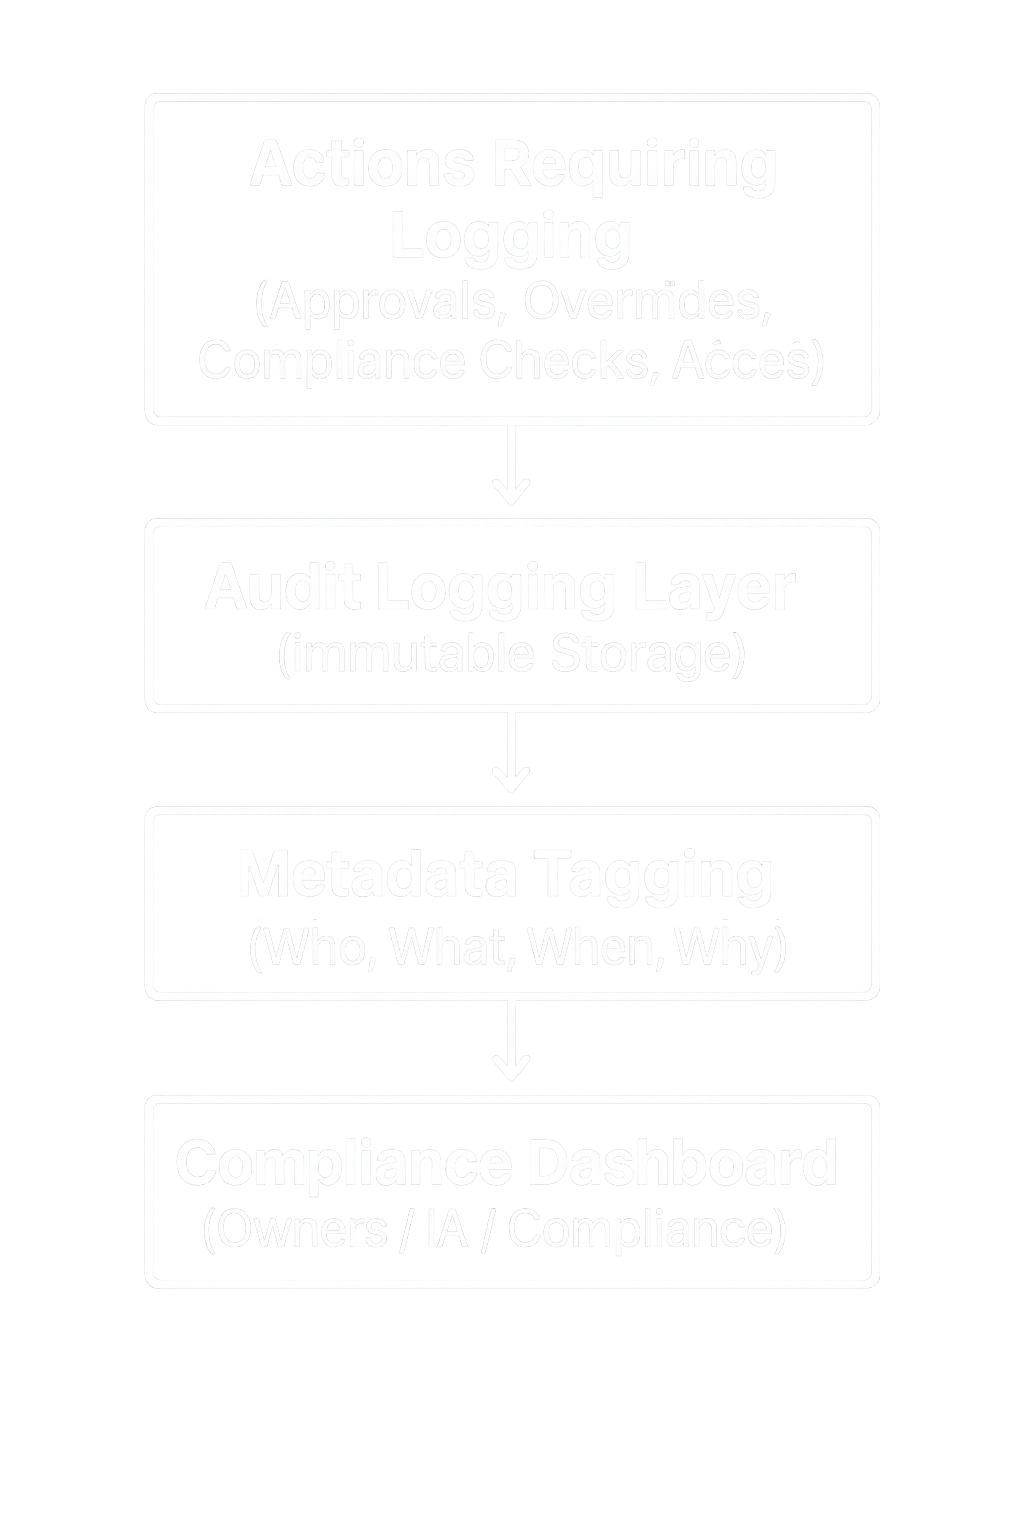 Actions Requiring
Logging
(Approvals, Overrides,
Compliance Checks, Acces)
Audit Logging Layer
(immutable Storage)
Metadata Tagging
(Who, What, When, Why)
Compliance Dashboard
(Owners / IA / Compliance)